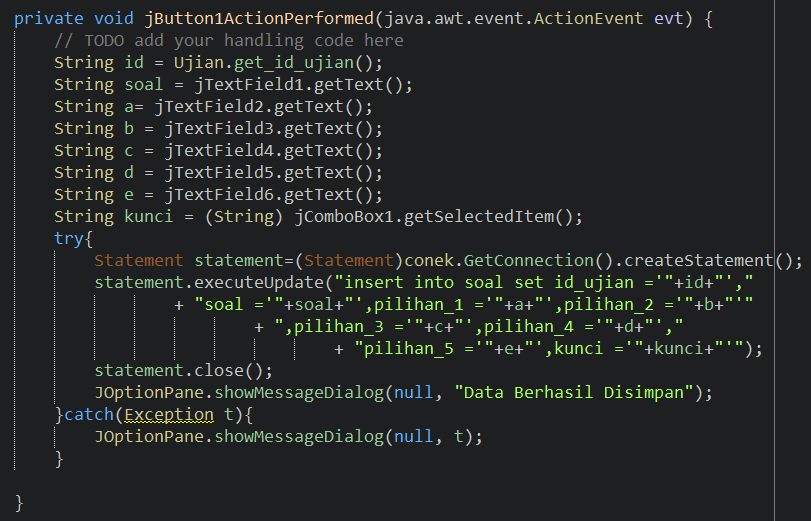 private void jButton1ActionPerformed(java.awt.event.ActionEvent evt) {
// TODO add your handling code here
String id = Ujian.get_id_ujian();
String soal = jTextField1.getText();
String a= jTextField2.getText();
String b = jTextField3.getText();
String c = jTextField4.getText();
String d = jTextField5.getText();
String e = jTextField6.getText();
String kunci = (String) jComboBox1.getSelectedItem();
try{
Statement statement=(Statement)conek.GetConnection().createStatement();
statement.executeUpdate("insert into soal set id_ujian ='"+id+"',"
+ "soal ='"+soal+"',pilihan_1 ='"+a+"',pilihan_2 ='"+b+"'"
+ ",pilihan_3 ='"+c+"',pilihan_4 ='"+d+"',"
+ "pilihan_5 ='"+e+"',kunci ='"+kunci+"'");
statement.close();
JOptionPane.showMessageDialog(null, "Data Berhasil Disimpan");
}catch(Exception t){
JOptionPane.showMessageDialog(null, t);
}
}